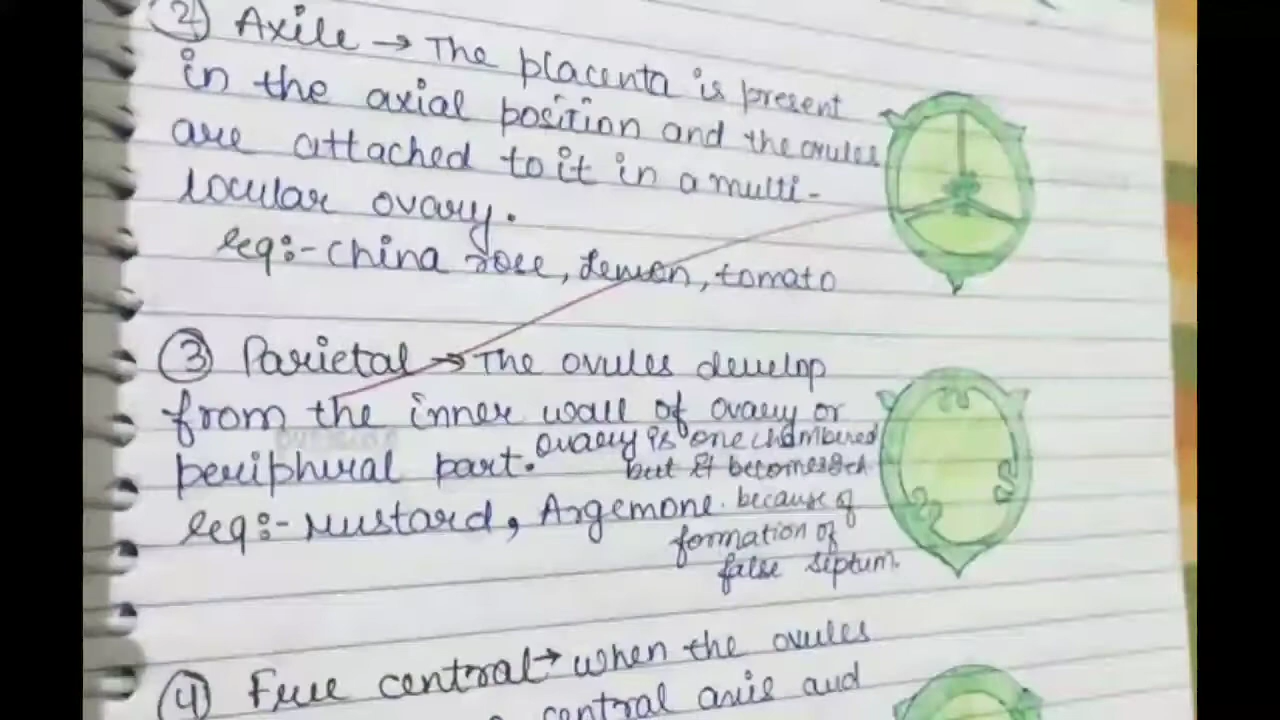 ② Axile → The placenta is present
in the axial position and the ovules
are attached to it in a multi-
locular ovary.
eg:- China rose, Lemon, tomato
③ Parietal → The ovules develop
from the inner wall of ovary or
peripheral part. Ovary is one chambered
but it becomes
eg:- Mustard, Argemone. because of
formation of
false septum.
④ Free central → when the ovules
central axis and